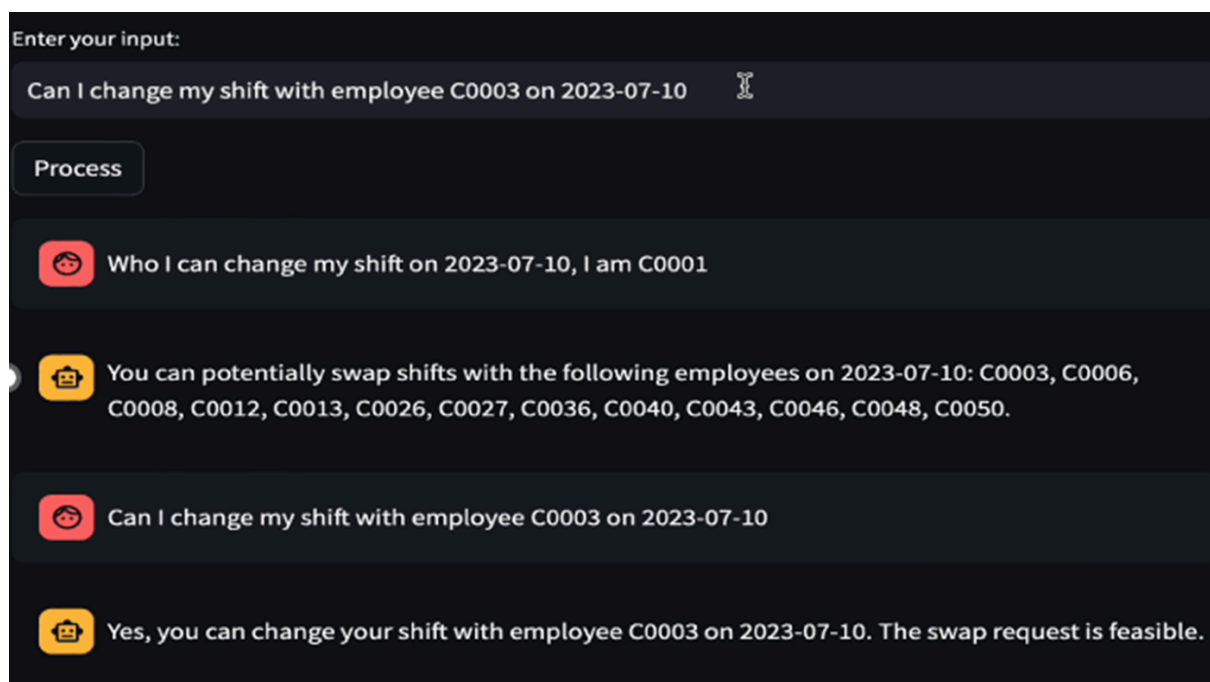 Enter your input:
Can I change my shift with employee C0003 on 2023-07-10
Process
Who I can change my shift on 2023-07-10, I am C0001
You can potentially swap shifts with the following employees on 2023-07-10: C0003, C0006,
C0008, C0012, C0013, C0026, C0027, C0036, C0040, C0043, C0046, C0048, C0050.
Can I change my shift with employee C0003 on 2023-07-10
Yes, you can change your shift with employee C0003 on 2023-07-10. The swap request is feasible.